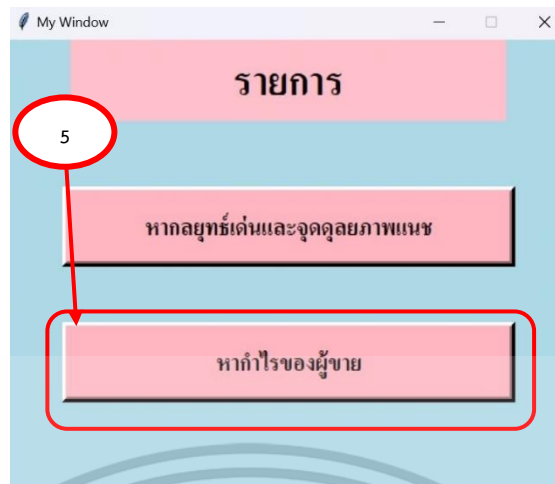 My Window
รายการ
5
หากลยุทธ์เด่นและจุดดุลยภาพแนช
หากำไรของผู้ขาย